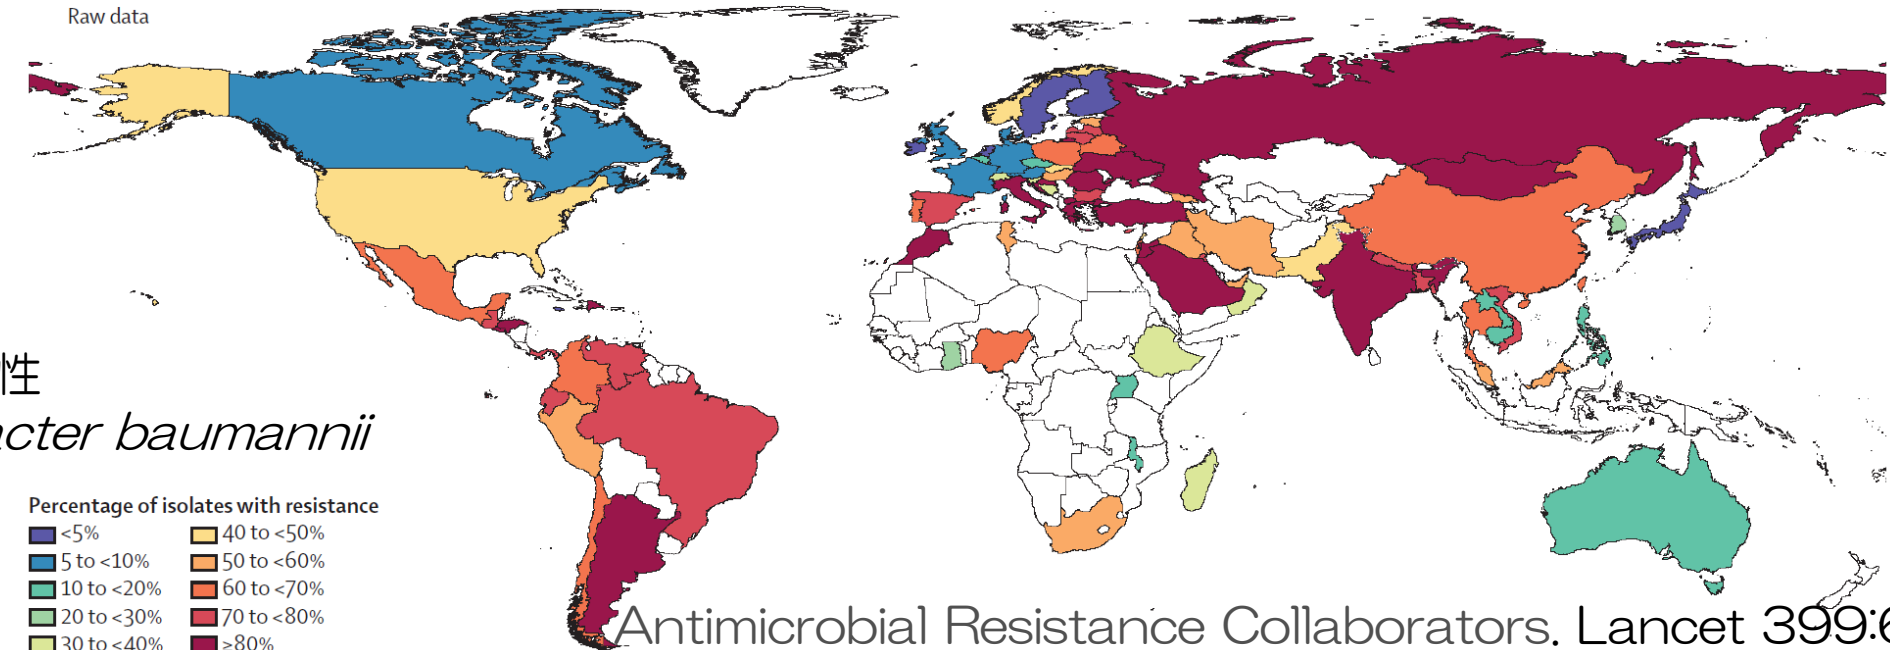 Raw data
性
acter baumannii
Percentage of isolates with resistance
<5%
5 to <10%
10 to <20%
20 to <30%
30 to <40%
40 to <50%
50 to <60%
60 to <70%
70 to <80%
≥80%
Antimicrobial Resistance Collaborators. Lancet 399:6